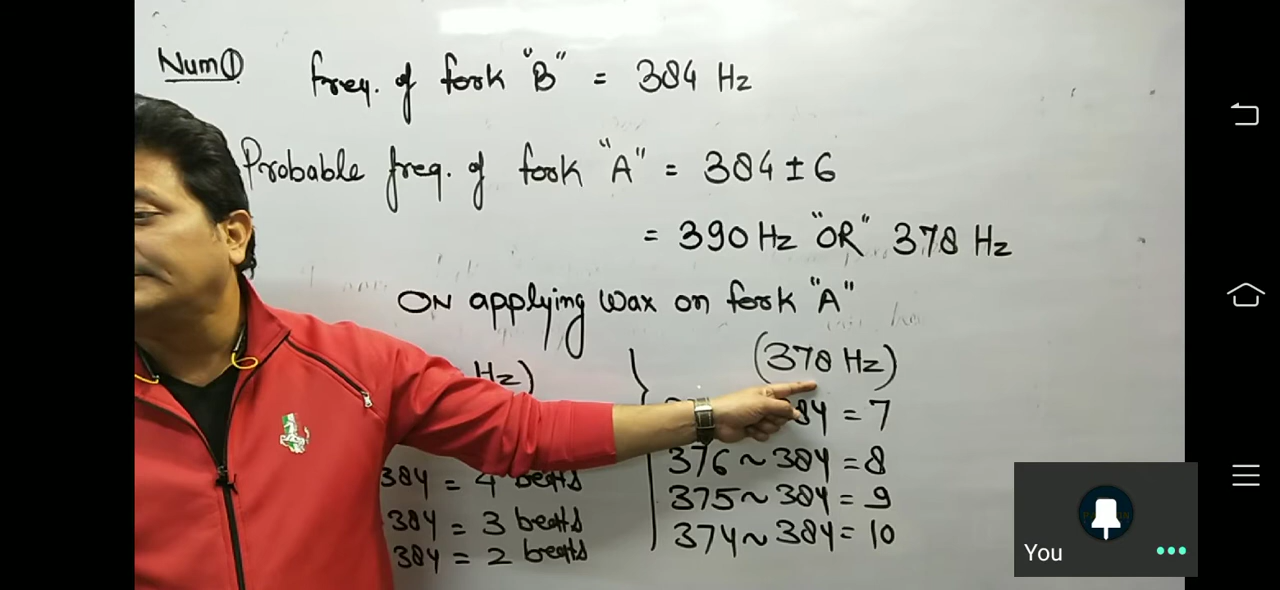 Num①
freq. of fork "B" = 384 Hz
Probable freq. of fork "A" = 384 ± 6
= 390 Hz "OR" 378 Hz
ON applying wax on fork "A"
Hz)
384 = 4 beats
384 = 3 beats
384 = 2 beats
(378 Hz)
84 = 7
376 ~ 384 = 8
375 ~ 384 = 9
374 ~ 384 = 10
You